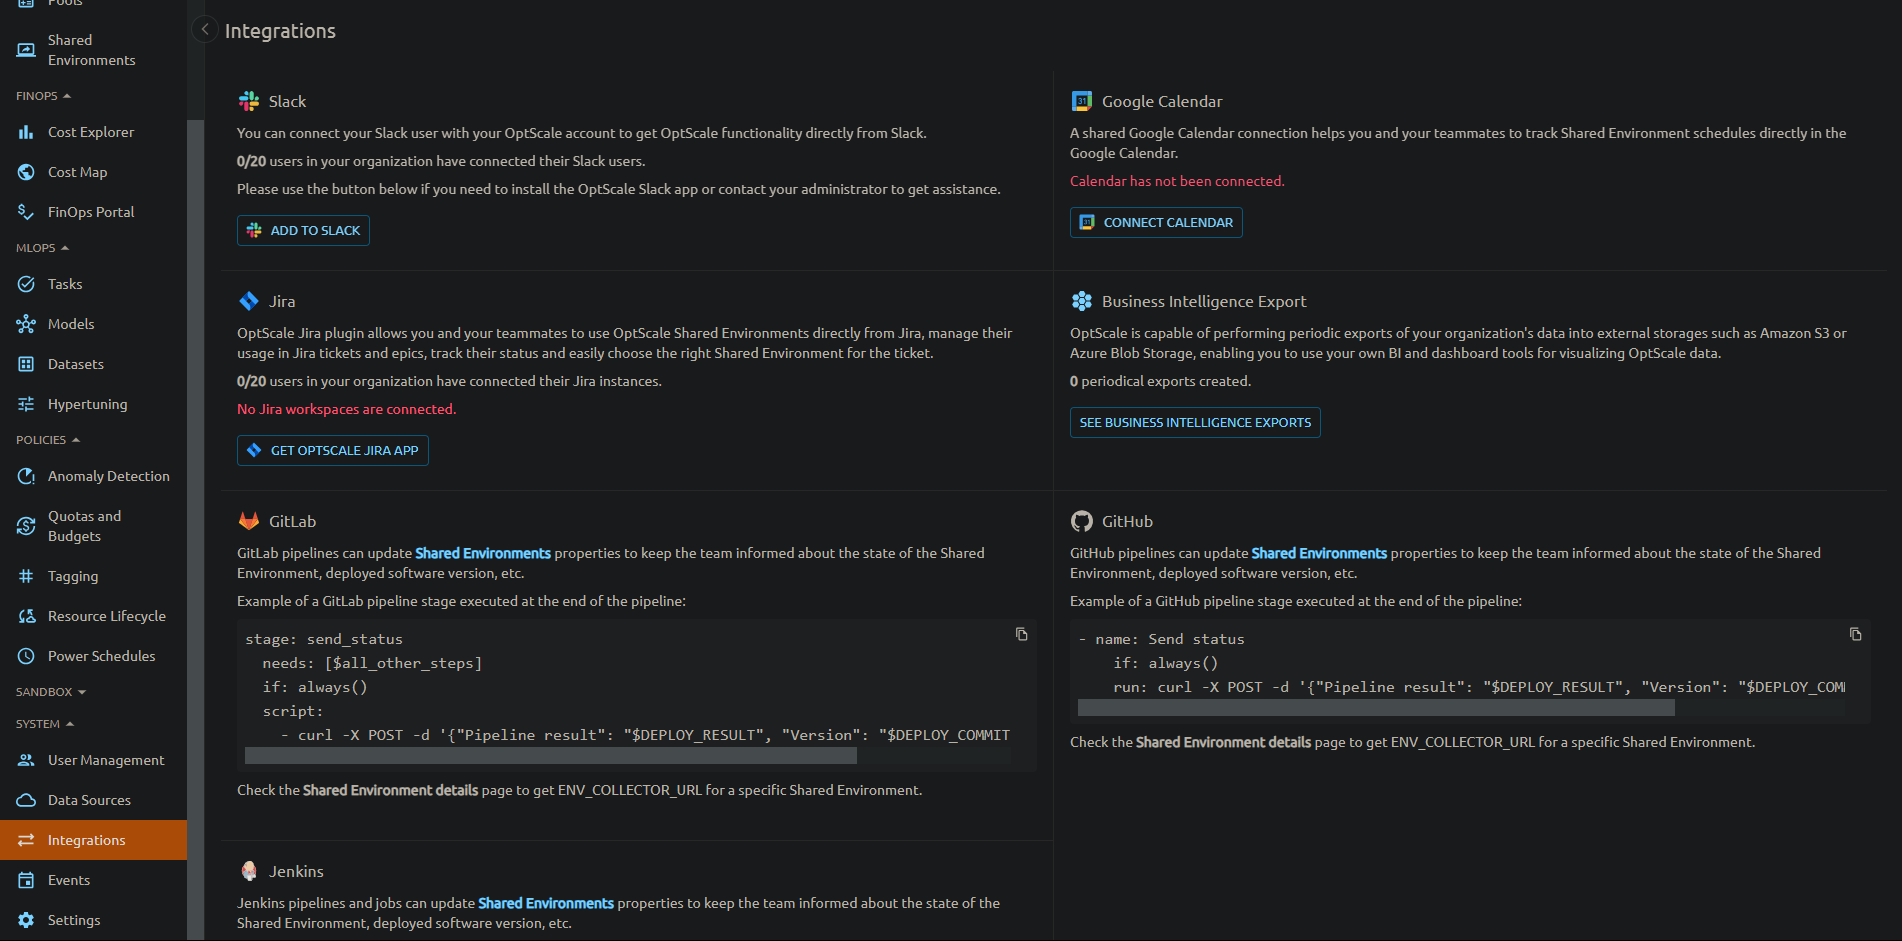 Pools
Shared
Environments
FINOPS
Cost Explorer
Cost Map
FinOps Portal
MLOPS
Tasks
Models
Datasets
Hypertuning
POLICIES
Anomaly Detection
Quotas and
Budgets
Tagging
Resource Lifecycle
Power Schedules
SANDBOX
SYSTEM
User Management
Data Sources
Integrations
Events
Settings
Integrations
Slack
You can connect your Slack user with your OptScale account to get OptScale functionality directly from Slack.
0/20 users in your organization have connected their Slack users.
Please use the button below if you need to install the OptScale Slack app or contact your administrator to get assistance.
ADD TO SLACK
Google Calendar
A shared Google Calendar connection helps you and your teammates to track Shared Environment schedules directly in the
Google Calendar.
Calendar has not been connected.
31 CONNECT CALENDAR
Jira
OptScale Jira plugin allows you and your teammates to use OptScale Shared Environments directly from Jira, manage their
usage in Jira tickets and epics, track their status and easily choose the right Shared Environment for the ticket.
0/20 users in your organization have connected their Jira instances.
No Jira workspaces are connected.
GET OPTSCALE JIRA APP
Business Intelligence Export
OptScale is capable of performing periodic exports of your organization's data into external storages such as Amazon S3 or
Azure Blob Storage, enabling you to use your own BI and dashboard tools for visualizing OptScale data.
0 periodical exports created.
SEE BUSINESS INTELLIGENCE EXPORTS
GitLab
GitLab pipelines can update Shared Environments properties to keep the team informed about the state of the Shared
Environment, deployed software version, etc.
Example of a GitLab pipeline stage executed at the end of the pipeline:
stage: send_status
needs: [$all_other_steps]
if: always()
script:
- curl -X POST -d '{"Pipeline result": "$DEPLOY_RESULT", "Version": "$DEPLOY_COMMIT
Check the Shared Environment details page to get ENV_COLLECTOR_URL for a specific Shared Environment.
GitHub
GitHub pipelines can update Shared Environments properties to keep the team informed about the state of the Shared
Environment, deployed software version, etc.
Example of a GitHub pipeline stage executed at the end of the pipeline:
- name: Send status
if: always()
run: curl -X POST -d '{"Pipeline result": "$DEPLOY_RESULT", "Version": "$DEPLOY_COM
Check the Shared Environment details page to get ENV_COLLECTOR_URL for a specific Shared Environment.
Jenkins
Jenkins pipelines and jobs can update Shared Environments properties to keep the team informed about the state of the
Shared Environment, deployed software version, etc.